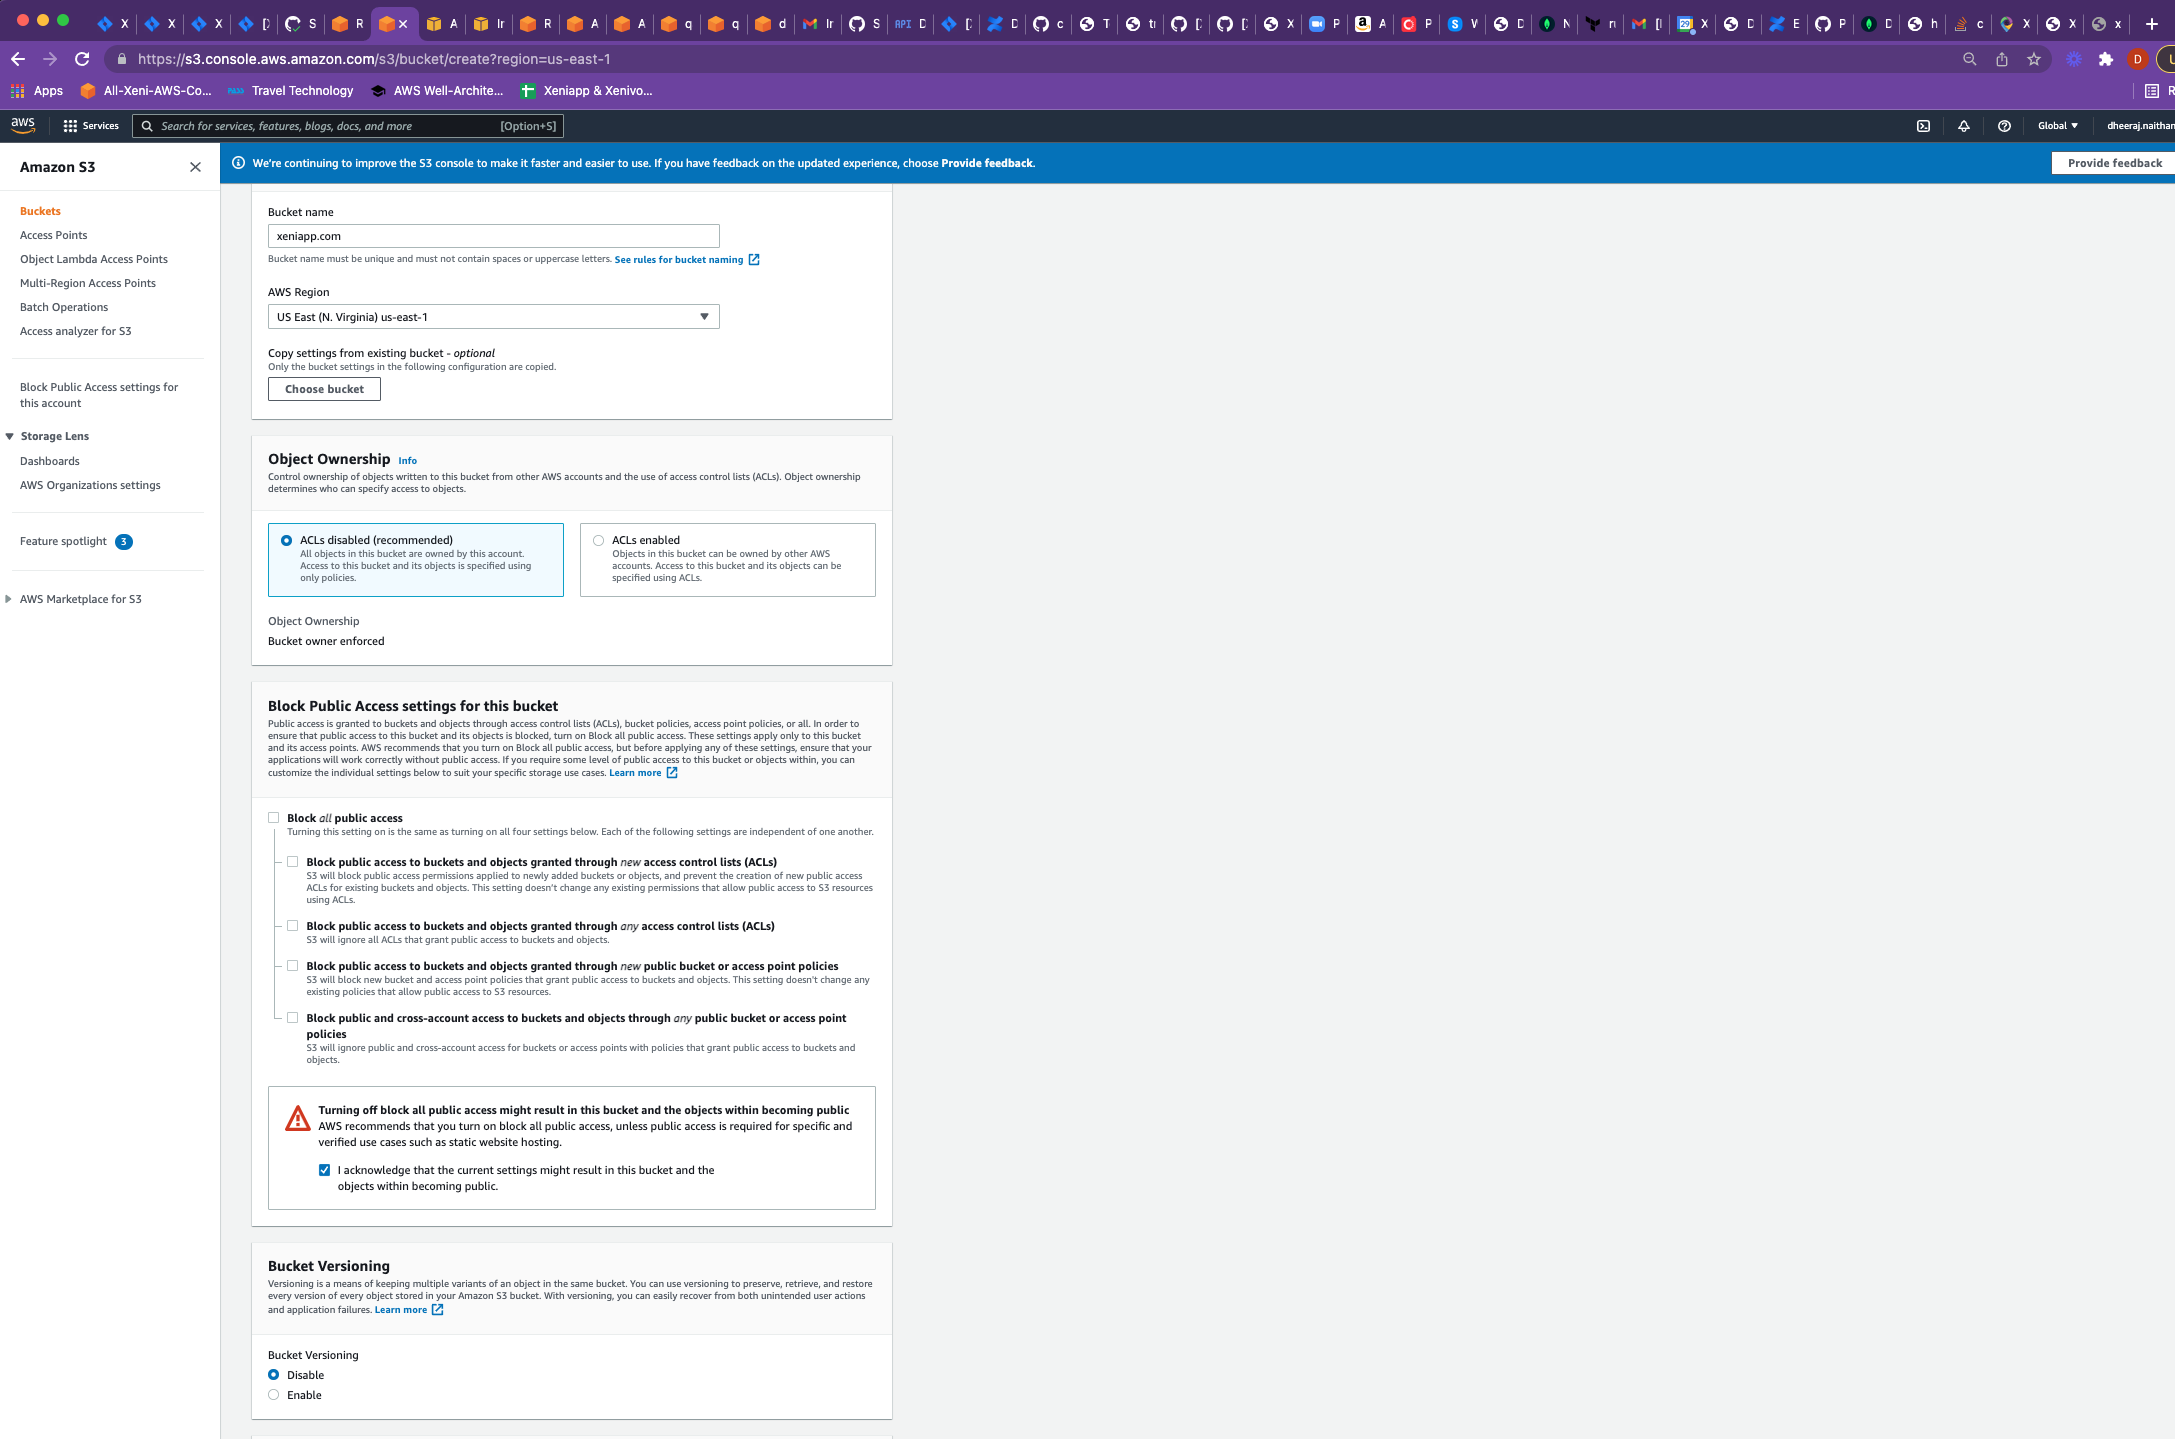 X
X
X
[X
S
R
A
Ir
R
A
A
q
q
d
Ir
S
API D
[X
D
C
T
tr
[X
[X
X
P
A
P
V
D
N
ru
[I
X
D
E
P
D
h
c
X
X
x
https://s3.console.aws.amazon.com/s3/bucket/create?region=us-east-1
D
Apps
All-Xeni-AWS-Co...
PASS Travel Technology
AWS Well-Archite...
Xeniapp & Xenivo...
aws
Services
Search for services, features, blogs, docs, and more [Option+S]
Global
dheeraj.naithan
Amazon S3
We're continuing to improve the S3 console to make it faster and easier to use. If you have feedback on the updated experience, choose Provide feedback.
Provide feedback
Buckets
Access Points
Object Lambda Access Points
Multi-Region Access Points
Batch Operations
Access analyzer for S3
Block Public Access settings for
this account
Storage Lens
Dashboards
AWS Organizations settings
Feature spotlight 3
AWS Marketplace for S3
Bucket name
xeniapp.com
Bucket name must be unique and must not contain spaces or uppercase letters. See rules for bucket naming
AWS Region
US East (N. Virginia) us-east-1
Copy settings from existing bucket - optional
Only the bucket settings in the following configuration are copied.
Choose bucket
Object Ownership Info
Control ownership of objects written to this bucket from other AWS accounts and the use of access control lists (ACLs). Object ownership
determines who can specify access to objects.
ACLs disabled (recommended)
All objects in this bucket are owned by this account.
Access to this bucket and its objects is specified using
only policies.
ACLs enabled
Objects in this bucket can be owned by other AWS
accounts. Access to this bucket and its objects can be
specified using ACLs.
Object Ownership
Bucket owner enforced
Block Public Access settings for this bucket
Public access is granted to buckets and objects through access control lists (ACLs), bucket policies, access point policies, or all. In order to
ensure that public access to this bucket and its objects is blocked, turn on Block all public access. These settings apply only to this bucket
and its access points. AWS recommends that you turn on Block all public access, but before applying any of these settings, ensure that your
applications will work correctly without public access. If you require some level of public access to this bucket or objects within, you can
customize the individual settings below to suit your specific storage use cases. Learn more
Block all public access
Turning this setting on is the same as turning on all four settings below. Each of the following settings are independent of one another.
Block public access to buckets and objects granted through new access control lists (ACLs)
S3 will block public access permissions applied to newly added buckets or objects, and prevent the creation of new public access
ACLs for existing buckets and objects. This setting doesn't change any existing permissions that allow public access to S3 resources
using ACLs.
Block public access to buckets and objects granted through any access control lists (ACLs)
S3 will ignore all ACLs that grant public access to buckets and objects.
Block public access to buckets and objects granted through new public bucket or access point policies
S3 will block new bucket and access point policies that grant public access to buckets and objects. This setting doesn't change any
existing policies that allow public access to S3 resources.
Block public and cross-account access to buckets and objects through any public bucket or access point
policies
S3 will ignore public and cross-account access for buckets or access points with policies that grant public access to buckets and
objects.
Turning off block all public access might result in this bucket and the objects within becoming public
AWS recommends that you turn on block all public access, unless public access is required for specific and
verified use cases such as static website hosting.
I acknowledge that the current settings might result in this bucket and the
objects within becoming public.
Bucket Versioning
Versioning is a means of keeping multiple variants of an object in the same bucket. You can use versioning to preserve, retrieve, and restore
every version of every object stored in your Amazon S3 bucket. With versioning, you can easily recover from both unintended user actions
and application failures. Learn more
Bucket Versioning
Disable
Enable